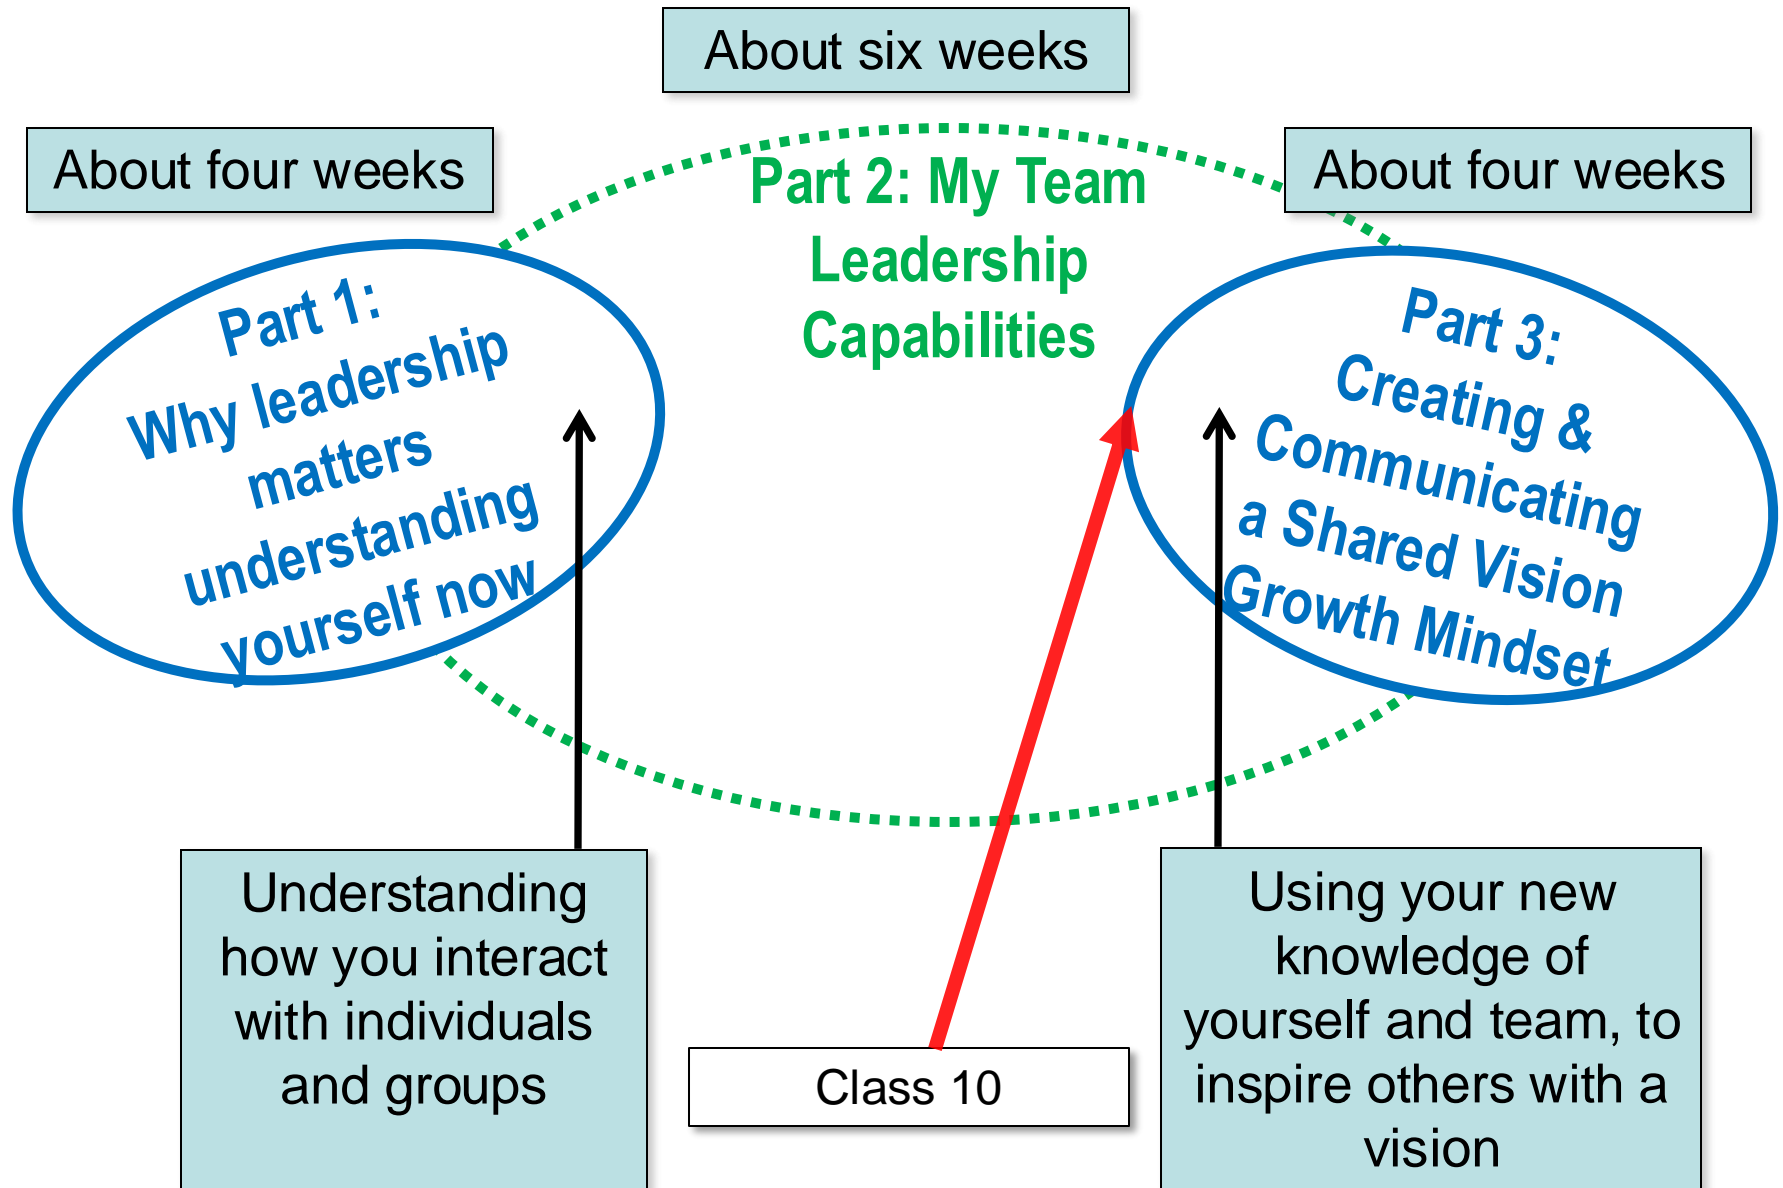 About six weeks
About four weeks
About four weeks
Part 2: My Team
Leadership
Capabilities
Part 1:
Why leadership
matters
understanding
yourself now
Part 3:
Creating &
Communicating
a Shared Vision
Growth Mindset
Understanding
how you interact
with individuals
and groups
Class 10
Using your new
knowledge of
yourself and team, to
inspire others with a
vision